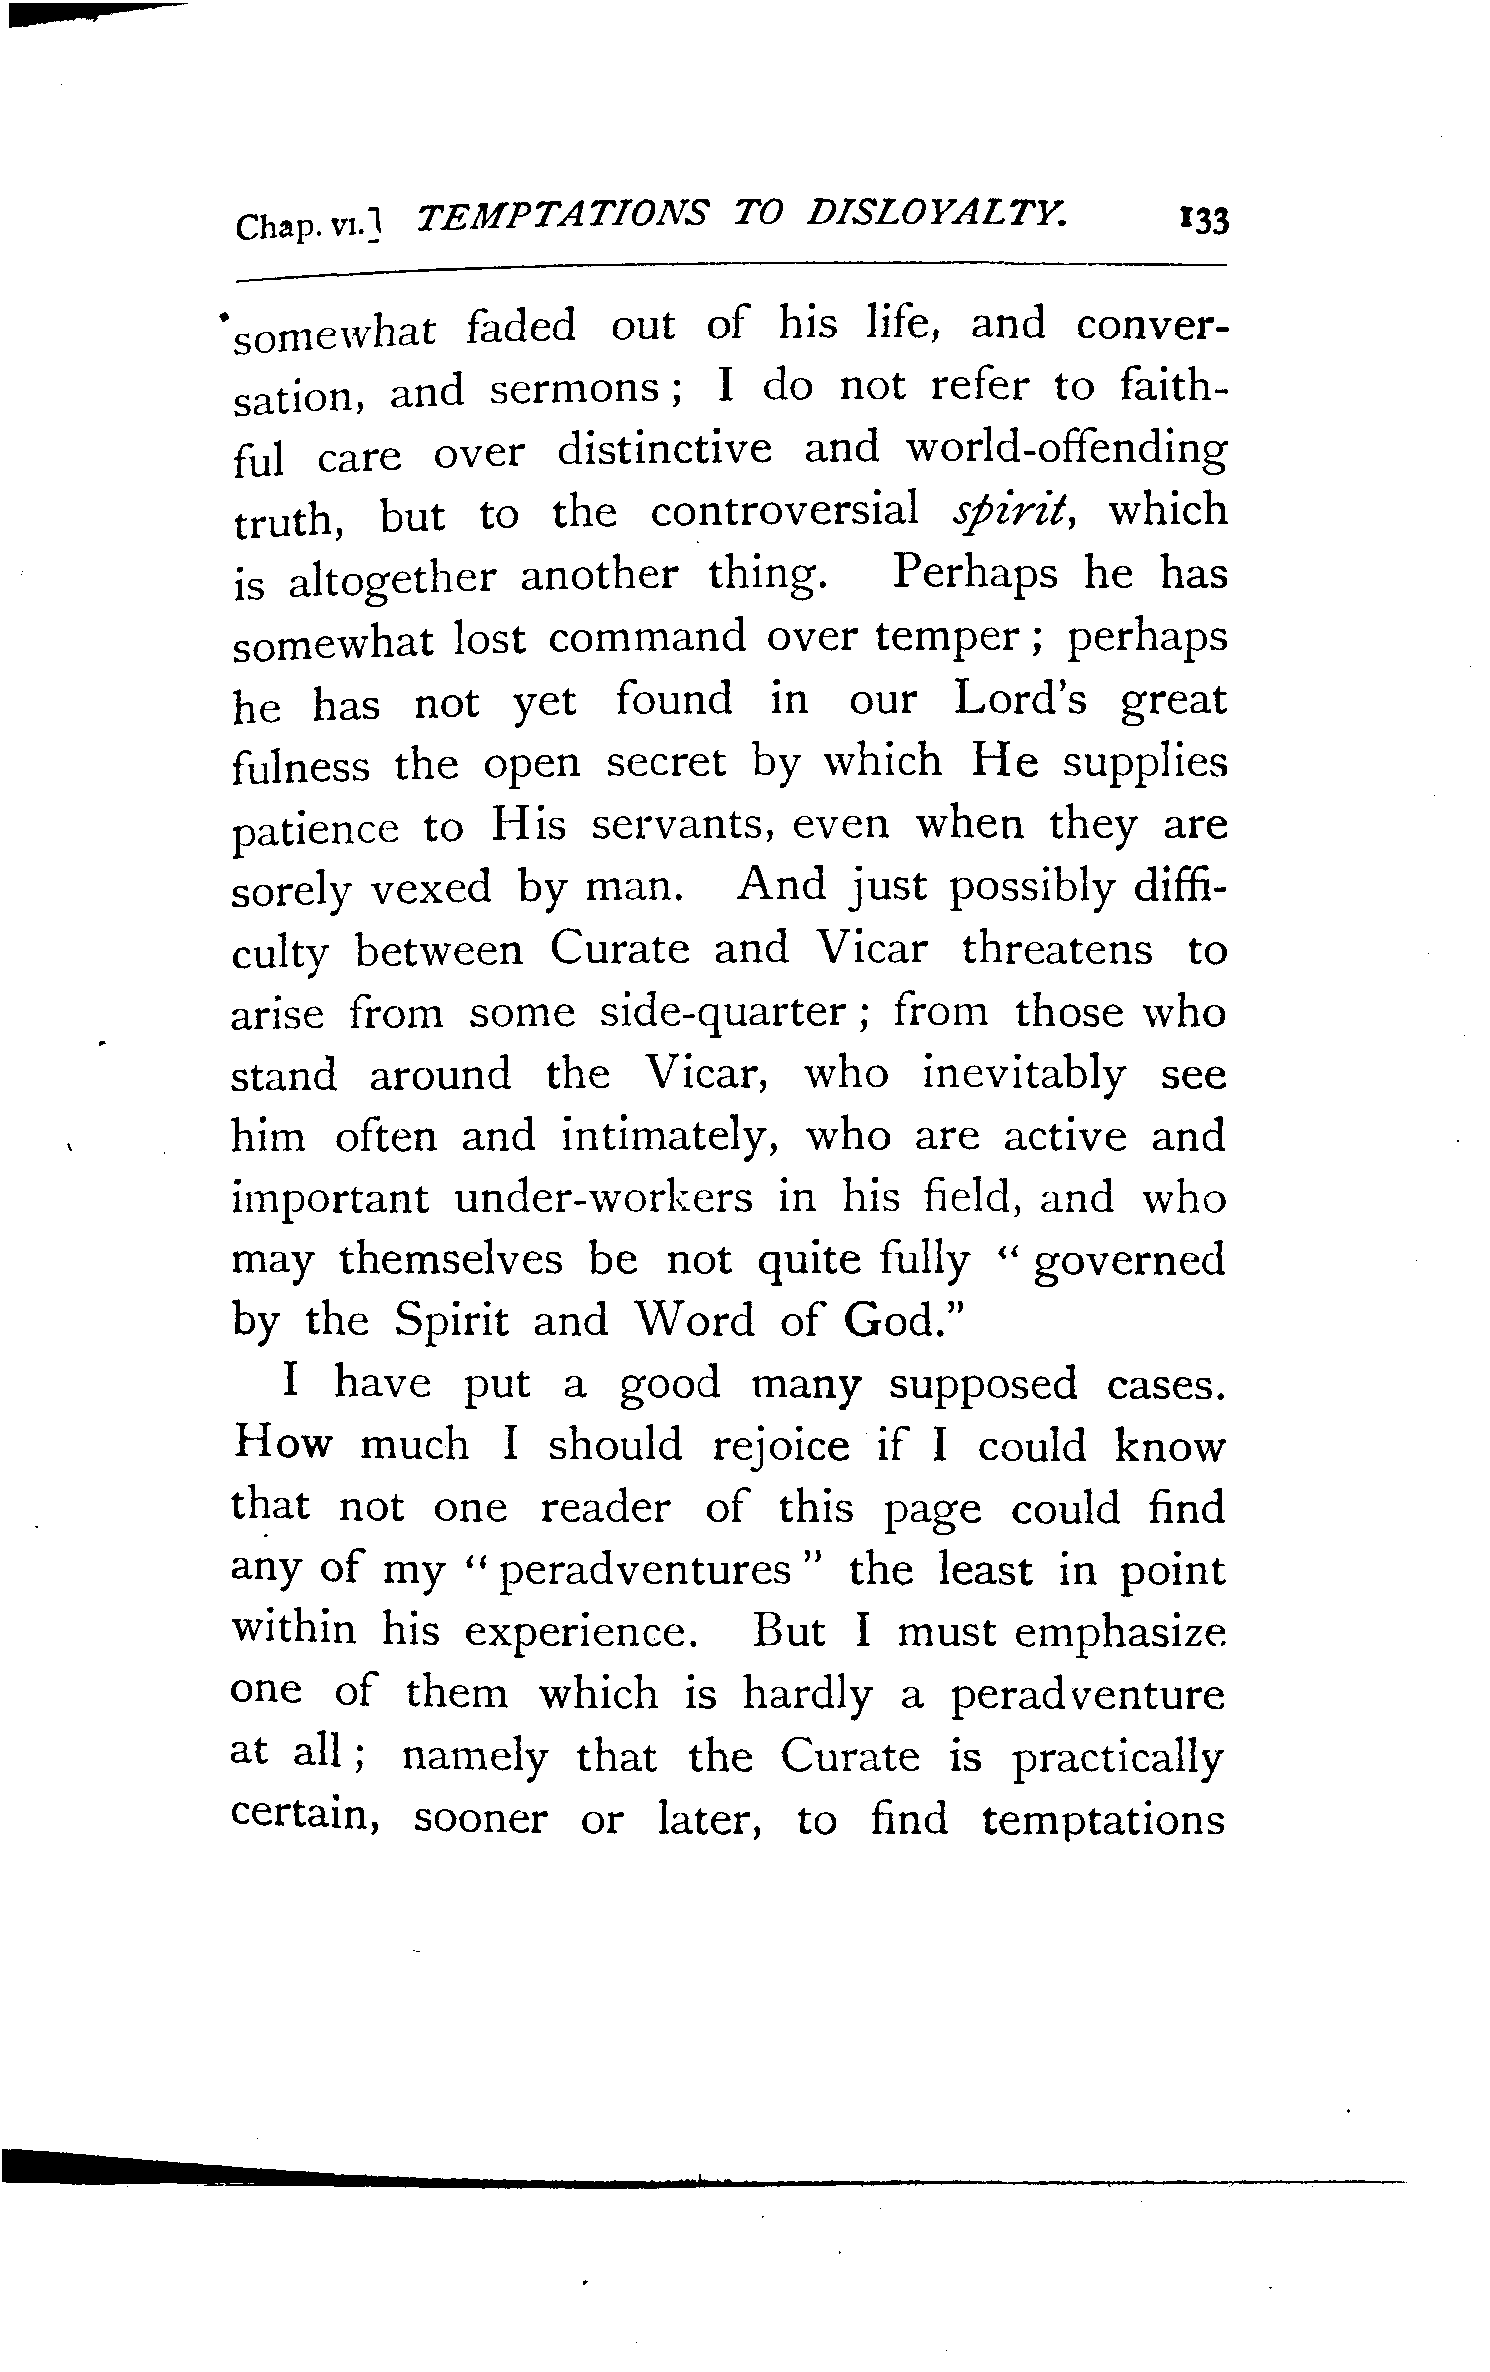 Chap. VI.] TEMPTATIONS TO DISLOYALTY. 133
somewhat faded out of his life, and conver-
sation, and sermons ; I do not refer to faith-
ful care over distinctive and world-offending
truth, but to the controversial spirit, which
is altogether another thing. Perhaps he has
somewhat lost command over temper ; perhaps
he has not yet found in our Lord's great
fulness the open secret by which He supplies
patience to His servants, even when they are
sorely vexed by man. And just possibly diffi-
culty between Curate and Vicar threatens to
arise from some side-quarter ; from those who
stand around the Vicar, who inevitably see
him often and intimately, who are active and
important under-workers in his field, and who
may themselves be not quite fully “ governed
by the Spirit and Word of God.”
I have put a good many supposed cases.
How much I should rejoice if I could know
that not one reader of this page could find
any of my “ peradventures ” the least in point
within his experience. But I must emphasize
one of them which is hardly a peradventure
at all ; namely that the Curate is practically
certain, sooner or later, to find temptations